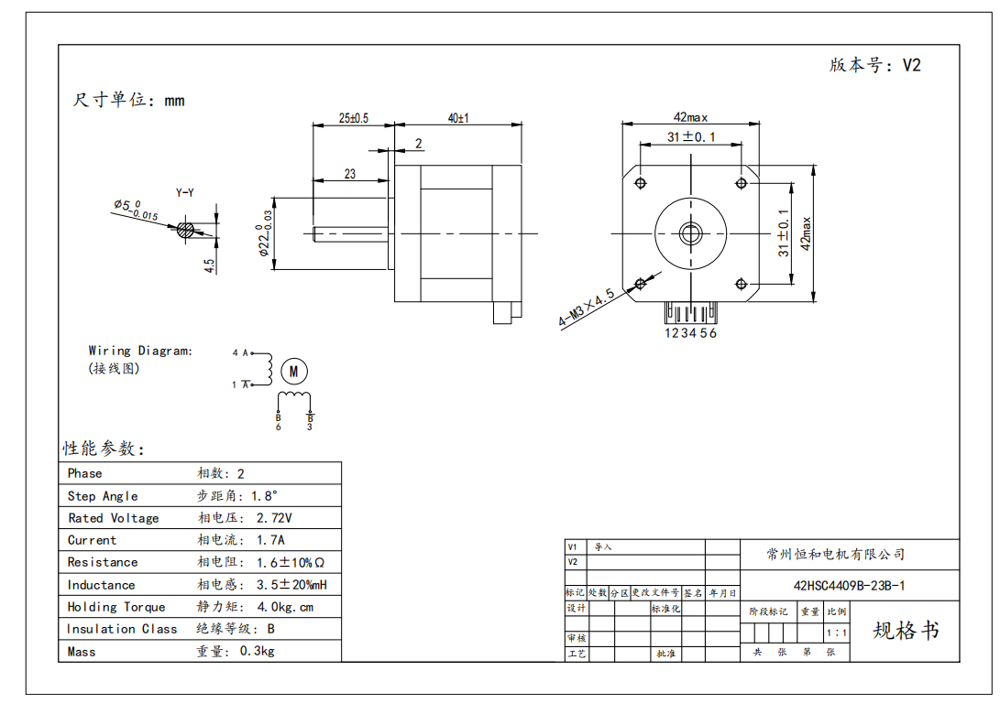 版本号：V2
尺寸单位：mm
25±0.5
40±1
2
23
Y-Y
Ø5 0 -0.015
4.5
Ø22 0 -0.03
42max
31±0.1
31±0.1
42max
4-M3×4.5
1 2 3 4 5 6
Wiring Diagram:
(接线图)
4 A
M
1 A̅
B B̅
6 3
性能参数：
Phase 相数: 2
Step Angle 步距角: 1.8°
Rated Voltage 相电压: 2.72V
Current 相电流: 1.7A
Resistance 相电阻: 1.6±10%Ω
Inductance 相电感: 3.5±20%mH
Holding Torque 静力矩: 4.0kg.cm
Insulation Class 绝缘等级: B
Mass 重量: 0.3kg
V1 导入
V2
标记 处数 分区 更改文件号 签名 年月日
设计 标准化
审核
工艺 批准
常州恒和电机有限公司
42HSC4409B-23B-1
阶段标记 重量 比例
1:1
共 张 第 张
规格书